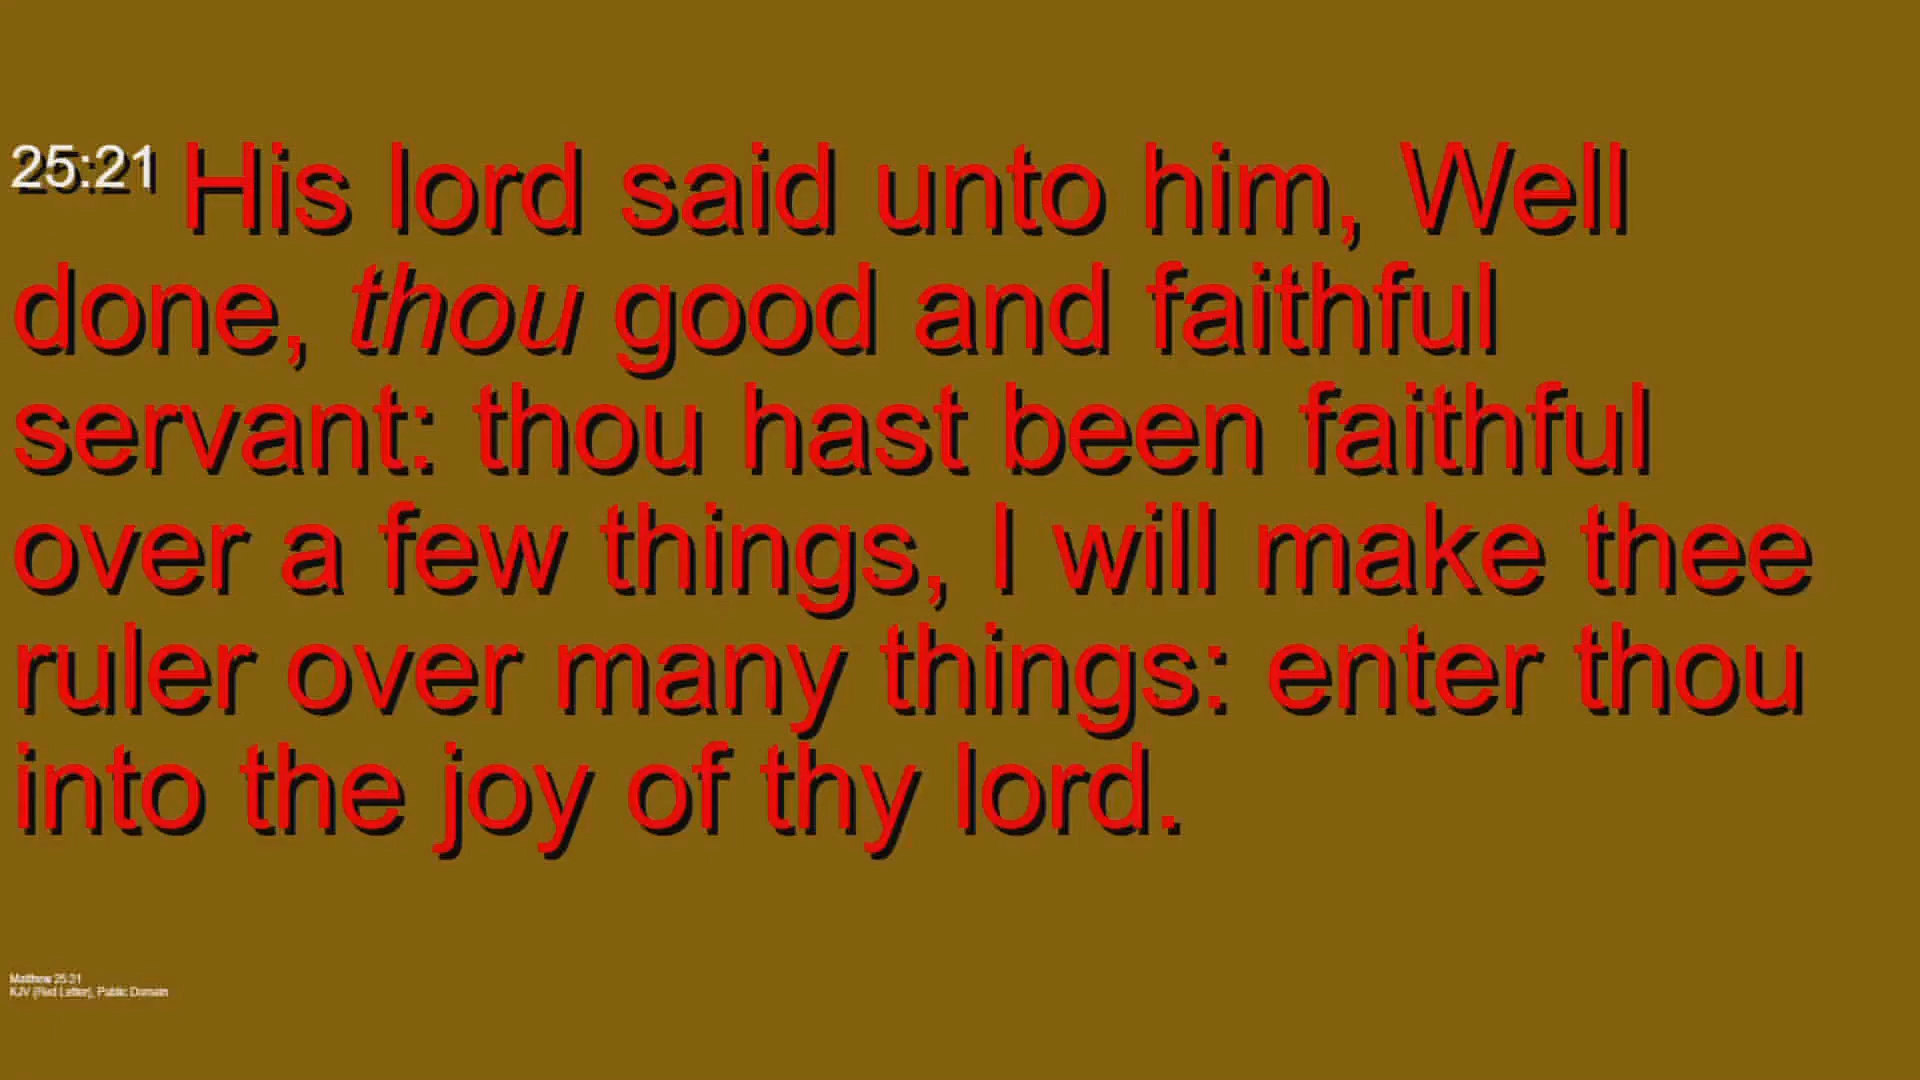 25:21 His lord said unto him, Well
done, thou good and faithful
servant: thou hast been faithful
over a few things, I will make thee
ruler over many things: enter thou
into the joy of thy lord.
Matthew 25:21
KJV (Red Letter), Public Domain